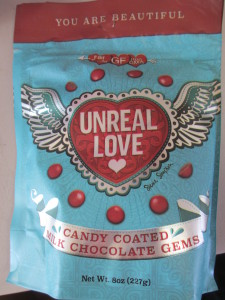 YOU ARE BEAUTIFUL
GF
UNREAL
LOVE
CANDY COATED
MILK CHOCOLATE GEMS
Net Wt. 8oz (227g)